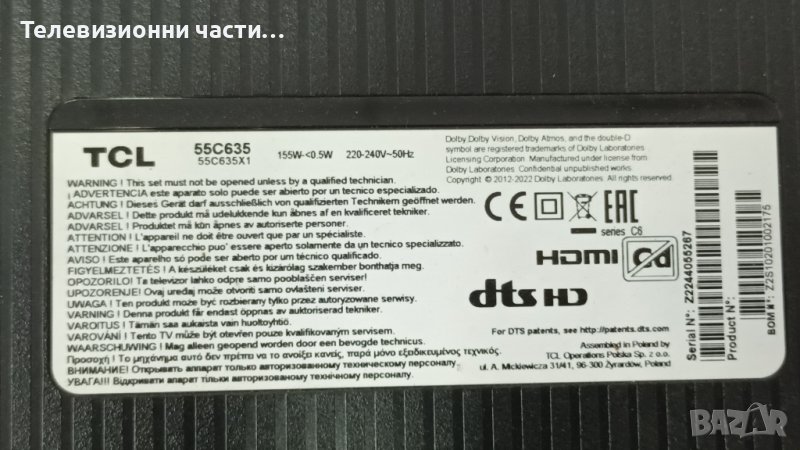 Телевизионни части…
TCL
55C635
55C635X1
155W-<0.5W
220-240V~50Hz
Dolby,Dolby Vision, Dolby Atmos, and the double-D
symbol are registered trademarks of Dolby Laboratories
Licensing Corporation Manufactured under license from
Dolby Laboratories. Confidential unpublished works.
Copyright © 2012-2022 Dolby Laboratories. All rights reserved.
WARNING ! This set must not be opened unless by a qualified technician.
¡ ADVERTENCIA ! este aparato solo puede ser abierto por un tecnico especializado.
ACHTUNG ! Dieses Gerät darf ausschließlich von qualifizierten Technikern geöffnet werden.
ADVARSEL ! Dette produkt må udelukkende kun åbnes af en kvalificeret tekniker.
ADVARSEL ! Produktet må kun åpnes av autoriserte personer.
ATTENTION ! L'appareil ne doit être ouvert que par un spécialiste.
ATTENZIONE ! L'apparecchio puo' essere aperto solamente da un tecnico specializzato.
AVISO ! Este aparelho só pode ser aberto por um técnico qualificado.
FIGYELMEZTETÉS ! A készüléket csak és kizárólag szakember bonthatja meg.
OPOZORILO! Ta televizor lahko odpre samo pooblaščen serviser.
UPOZORENJE! Ovaj uređaj može otvoriti samo ovlašteni serviser.
UWAGA ! Ten produkt może być rozbierany tylko przez autoryzowane serwisy.
VARNING ! Denna produkt får endast öppnas av auktoriserad tekniker.
VAROITUS ! Tämän saa aukaista vain huoltoyhtiö.
VAROVÁNÍ ! Tento TV může být otevřen pouze kvalifikovaným servisem.
WAARSCHUWING ! Mag alleen geopend worden door een bevoegde technicus.
Προσοχή ! Το μηχάνημα αυτό δεν πρέπει να το ανοίξει κανείς, παρά μόνο εξειδικευμένος τεχνικός.
ВНИМАНИЕ! Открывать аппарат только авторизованному техническому персоналу.
УВАГА!!! Відкривати апарат тільки авторизованному технічному персоналу.
CE
EAC
series C6
HDMI
Cd
dts HD
For DTS patents, see http://patents.dts.com
Assembled in Poland by
TCL Operations Polska Sp. z o.o.
ul. A. Mickiewicza 31/41, 96-300 Żyrardów, Poland
Serial N°: Z2244055267
Product N°:
BOM #: Z2S10201002175
BAZAR